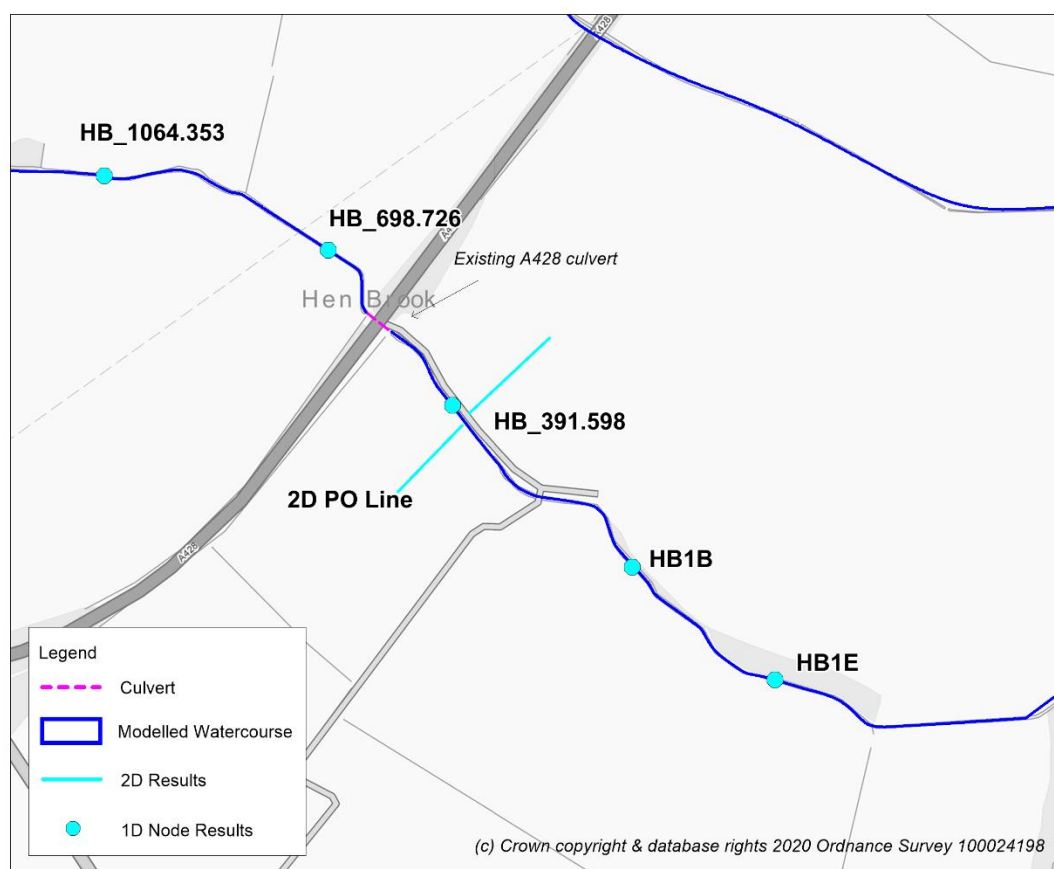 A428
HB_1064.353
HB_698.726
A4
Existing A428 culvert
Hen Brook
HB_391.598
2D PO Line
A428
HB1B
HB1E
Legend
Culvert
Modelled Watercourse
2D Results
1D Node Results
(c) Crown copyright & database rights 2020 Ordnance Survey 100024198